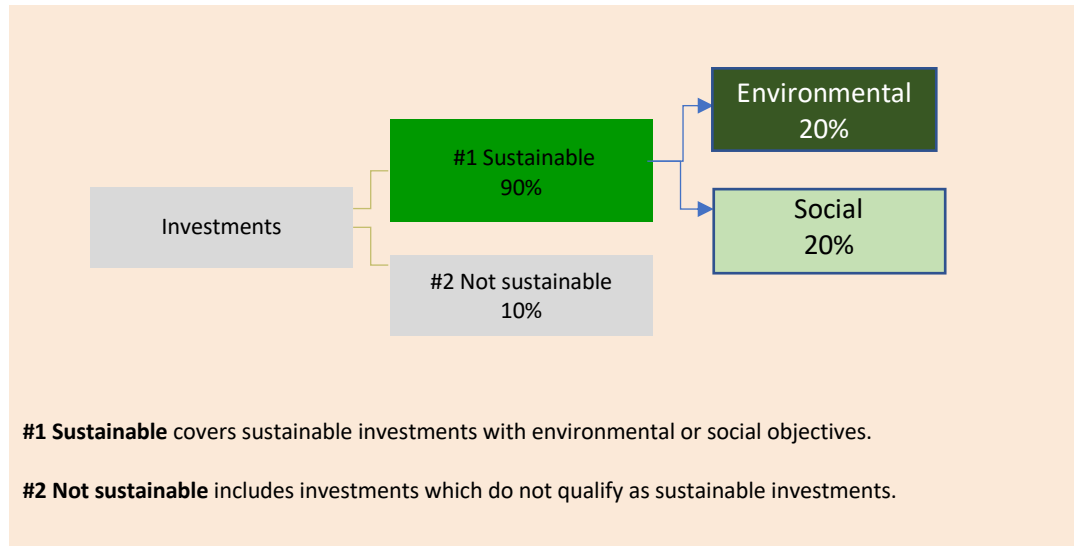 Environmental
20%
#1 Sustainable
90%
Investments
Social
20%
#2 Not sustainable
10%
#1 Sustainable covers sustainable investments with environmental or social objectives.
#2 Not sustainable includes investments which do not qualify as sustainable investments.